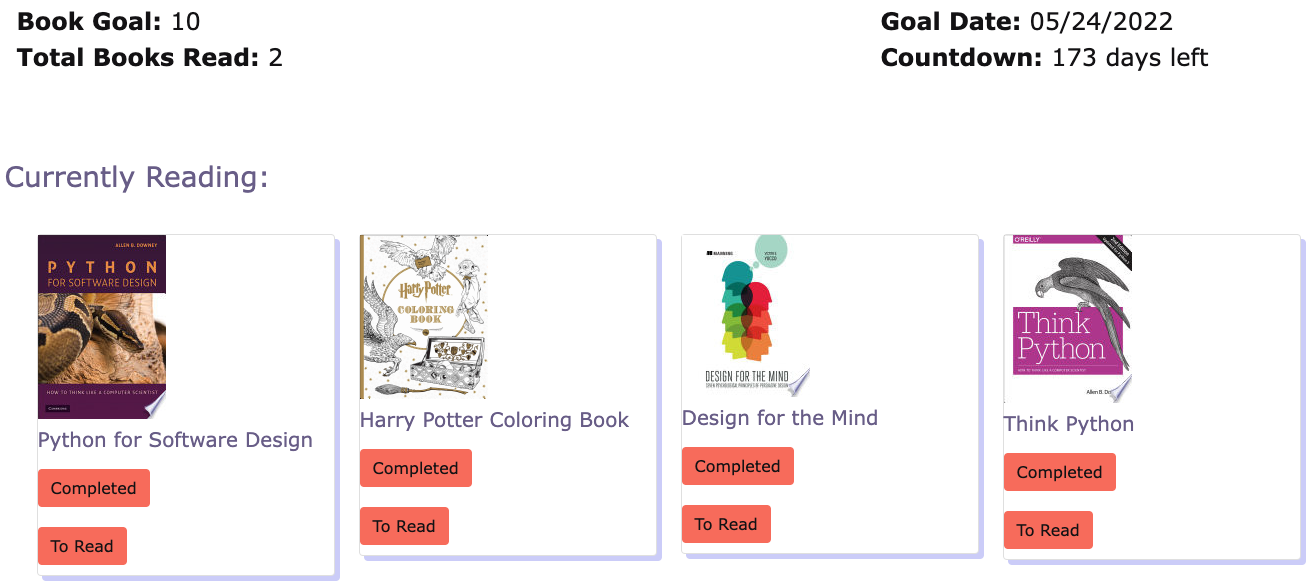 Book Goal: 10
Total Books Read: 2
Goal Date: 05/24/2022
Countdown: 173 days left
Currently Reading:
ALLEN B. DOWNEY
PYTHON
FOR SOFTWARE DESIGN
HOW TO THINK LIKE A COMPUTER SCIENTIST
CAMBRIDGE
Python for Software Design
Completed
To Read
Harry Potter
COLORING
BOOK
Harry Potter Coloring Book
Completed
To Read
MANNING
VICTOR S.
YOCCO
DESIGN FOR THE MIND
SEVEN PSYCHOLOGICAL PRINCIPLES OF PERSUASIVE DESIGN
Design for the Mind
Completed
To Read
O'REILLY
2nd Edition
Think
Python
HOW TO THINK LIKE A COMPUTER SCIENTIST
Allen B. Do
Think Python
Completed
To Read